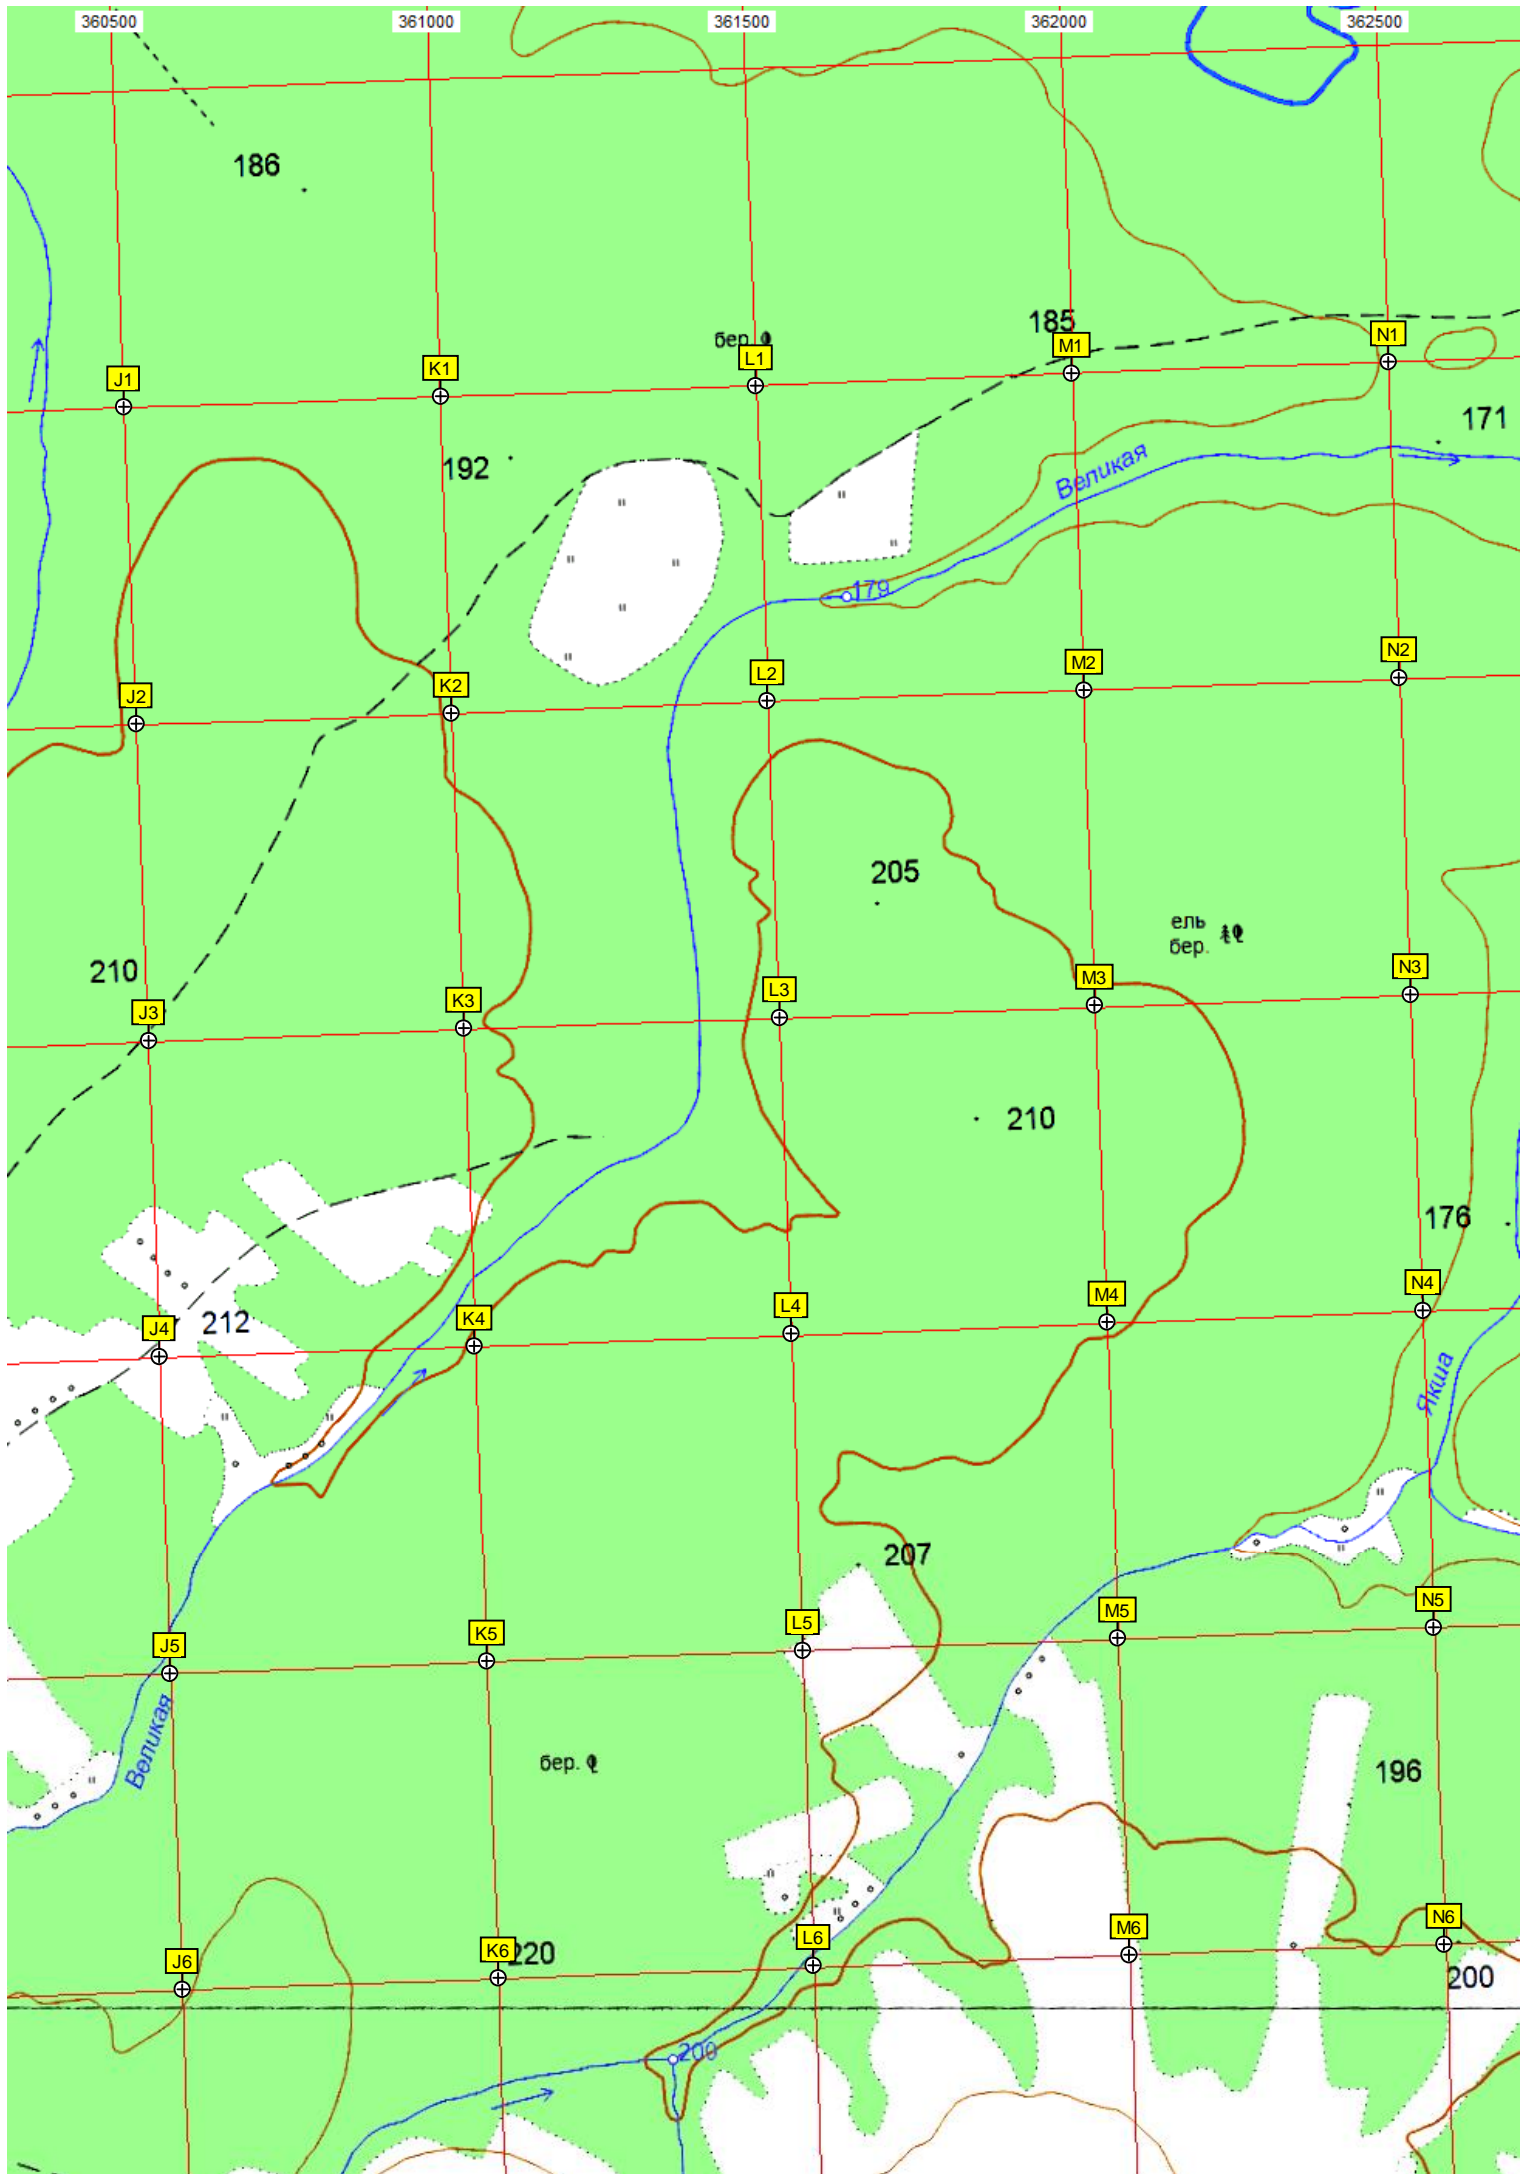 360500 361000 361500 362000 362500
186
185
бер.
N1
M1
L1
K1
J1
171
192
Великая
179
N2
M2
L2
K2
J2
205
ель
бер.
210
N3
M3
L3
K3
J3
210
176
N4
M4
L4
K4
J4
212
Якша
207
N5
M5
L5
K5
J5
Великая
бер.
196
N6
M6
L6
K6
220
J6
200
200